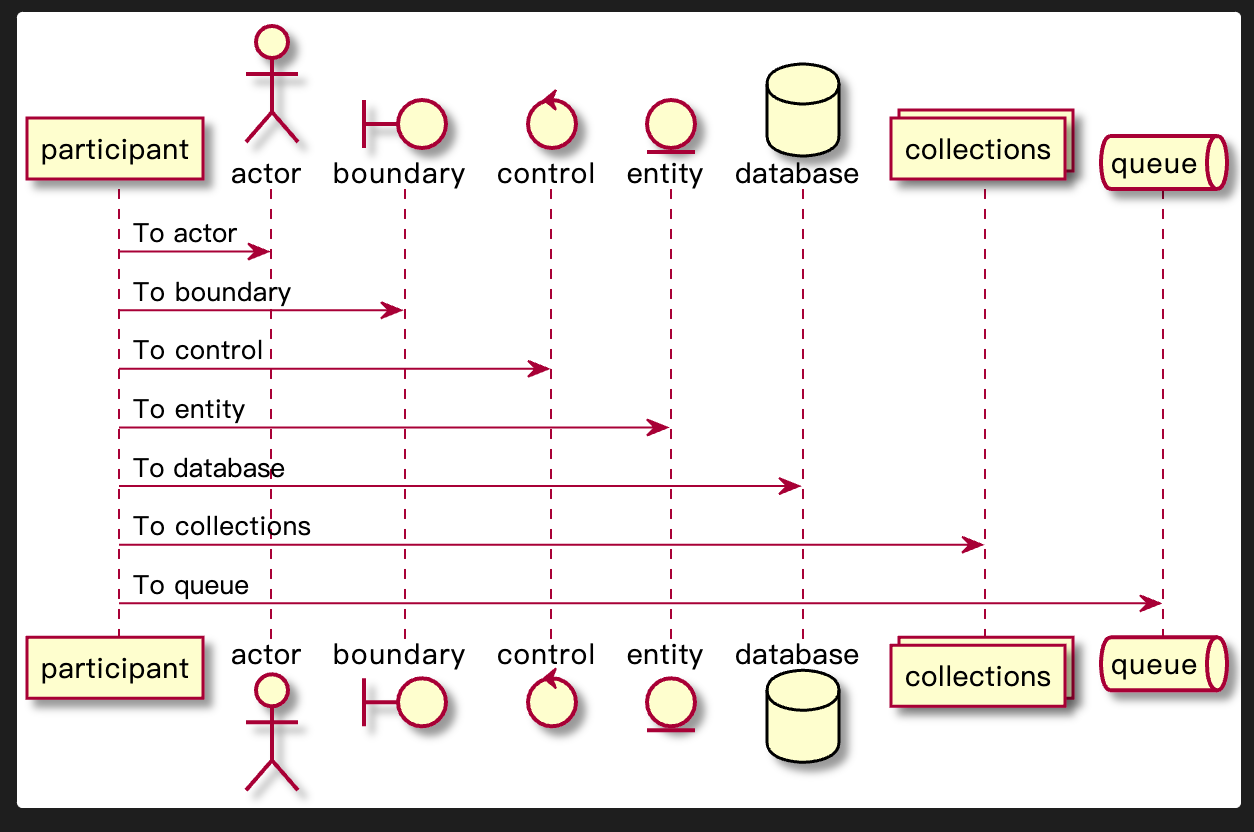 participant
actor
boundary
control
entity
database
collections
queue
To actor
To boundary
To control
To entity
To database
To collections
To queue
participant
actor
boundary
control
entity
database
collections
queue